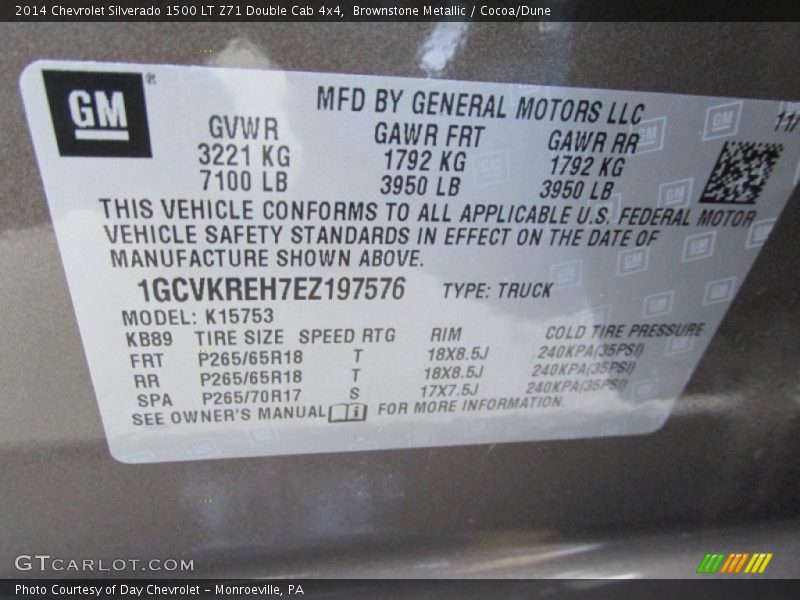 2014 Chevrolet Silverado 1500 LT Z71 Double Cab 4x4,  Brownstone Metallic / Cocoa/Dune
GM®
MFD BY GENERAL MOTORS LLC
11/
GVWR GAWR FRT GAWR RR
3221 KG 1792 KG 1792 KG
7100 LB 3950 LB 3950 LB
THIS VEHICLE CONFORMS TO ALL APPLICABLE U.S. FEDERAL MOTOR
VEHICLE SAFETY STANDARDS IN EFFECT ON THE DATE OF
MANUFACTURE SHOWN ABOVE.
1GCVKREH7EZ197576 TYPE: TRUCK
MODEL: K15753
KB89 TIRE SIZE SPEED RTG RIM COLD TIRE PRESSURE
FRT P265/65R18 T 18X8.5J 240KPA(35PSI)
RR P265/65R18 T 18X8.5J 240KPA(35PSI)
SPA P265/70R17 S 17X7.5J 240KPA(35PSI)
SEE OWNER'S MANUAL FOR MORE INFORMATION.
GTCARLOT.COM
Photo Courtesy of Day Chevrolet – Monroeville, PA